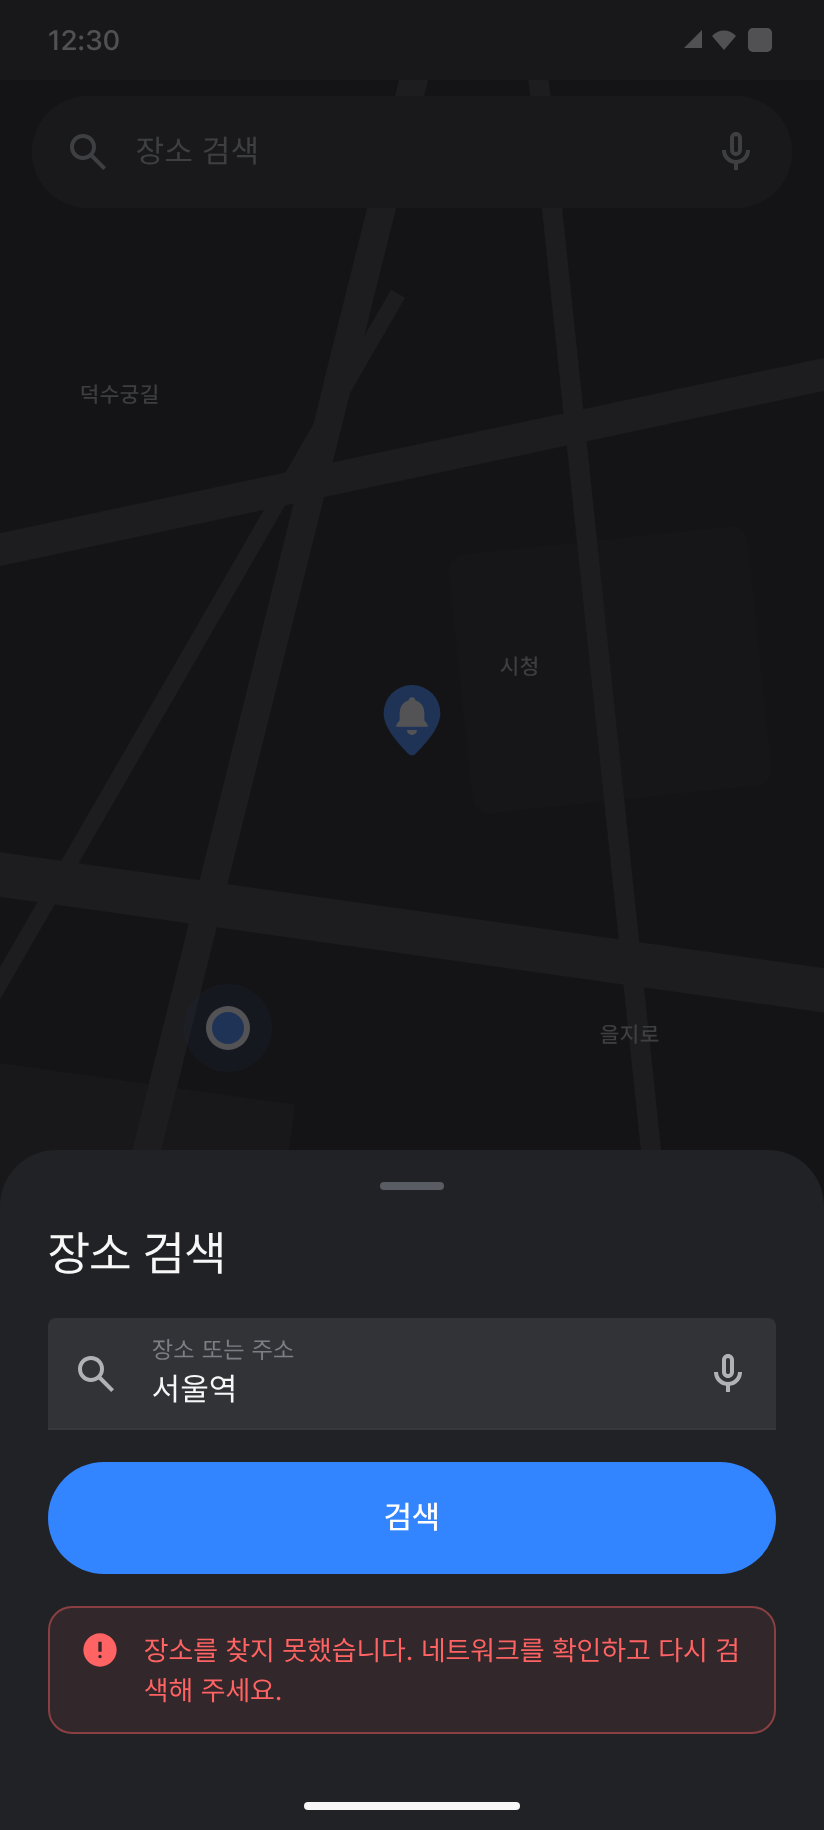 12:30
장소 검색
덕수궁길
시청
을지로
장소 검색
장소 또는 주소
서울역
검색
장소를 찾지 못했습니다. 네트워크를 확인하고 다시 검
색해 주세요.